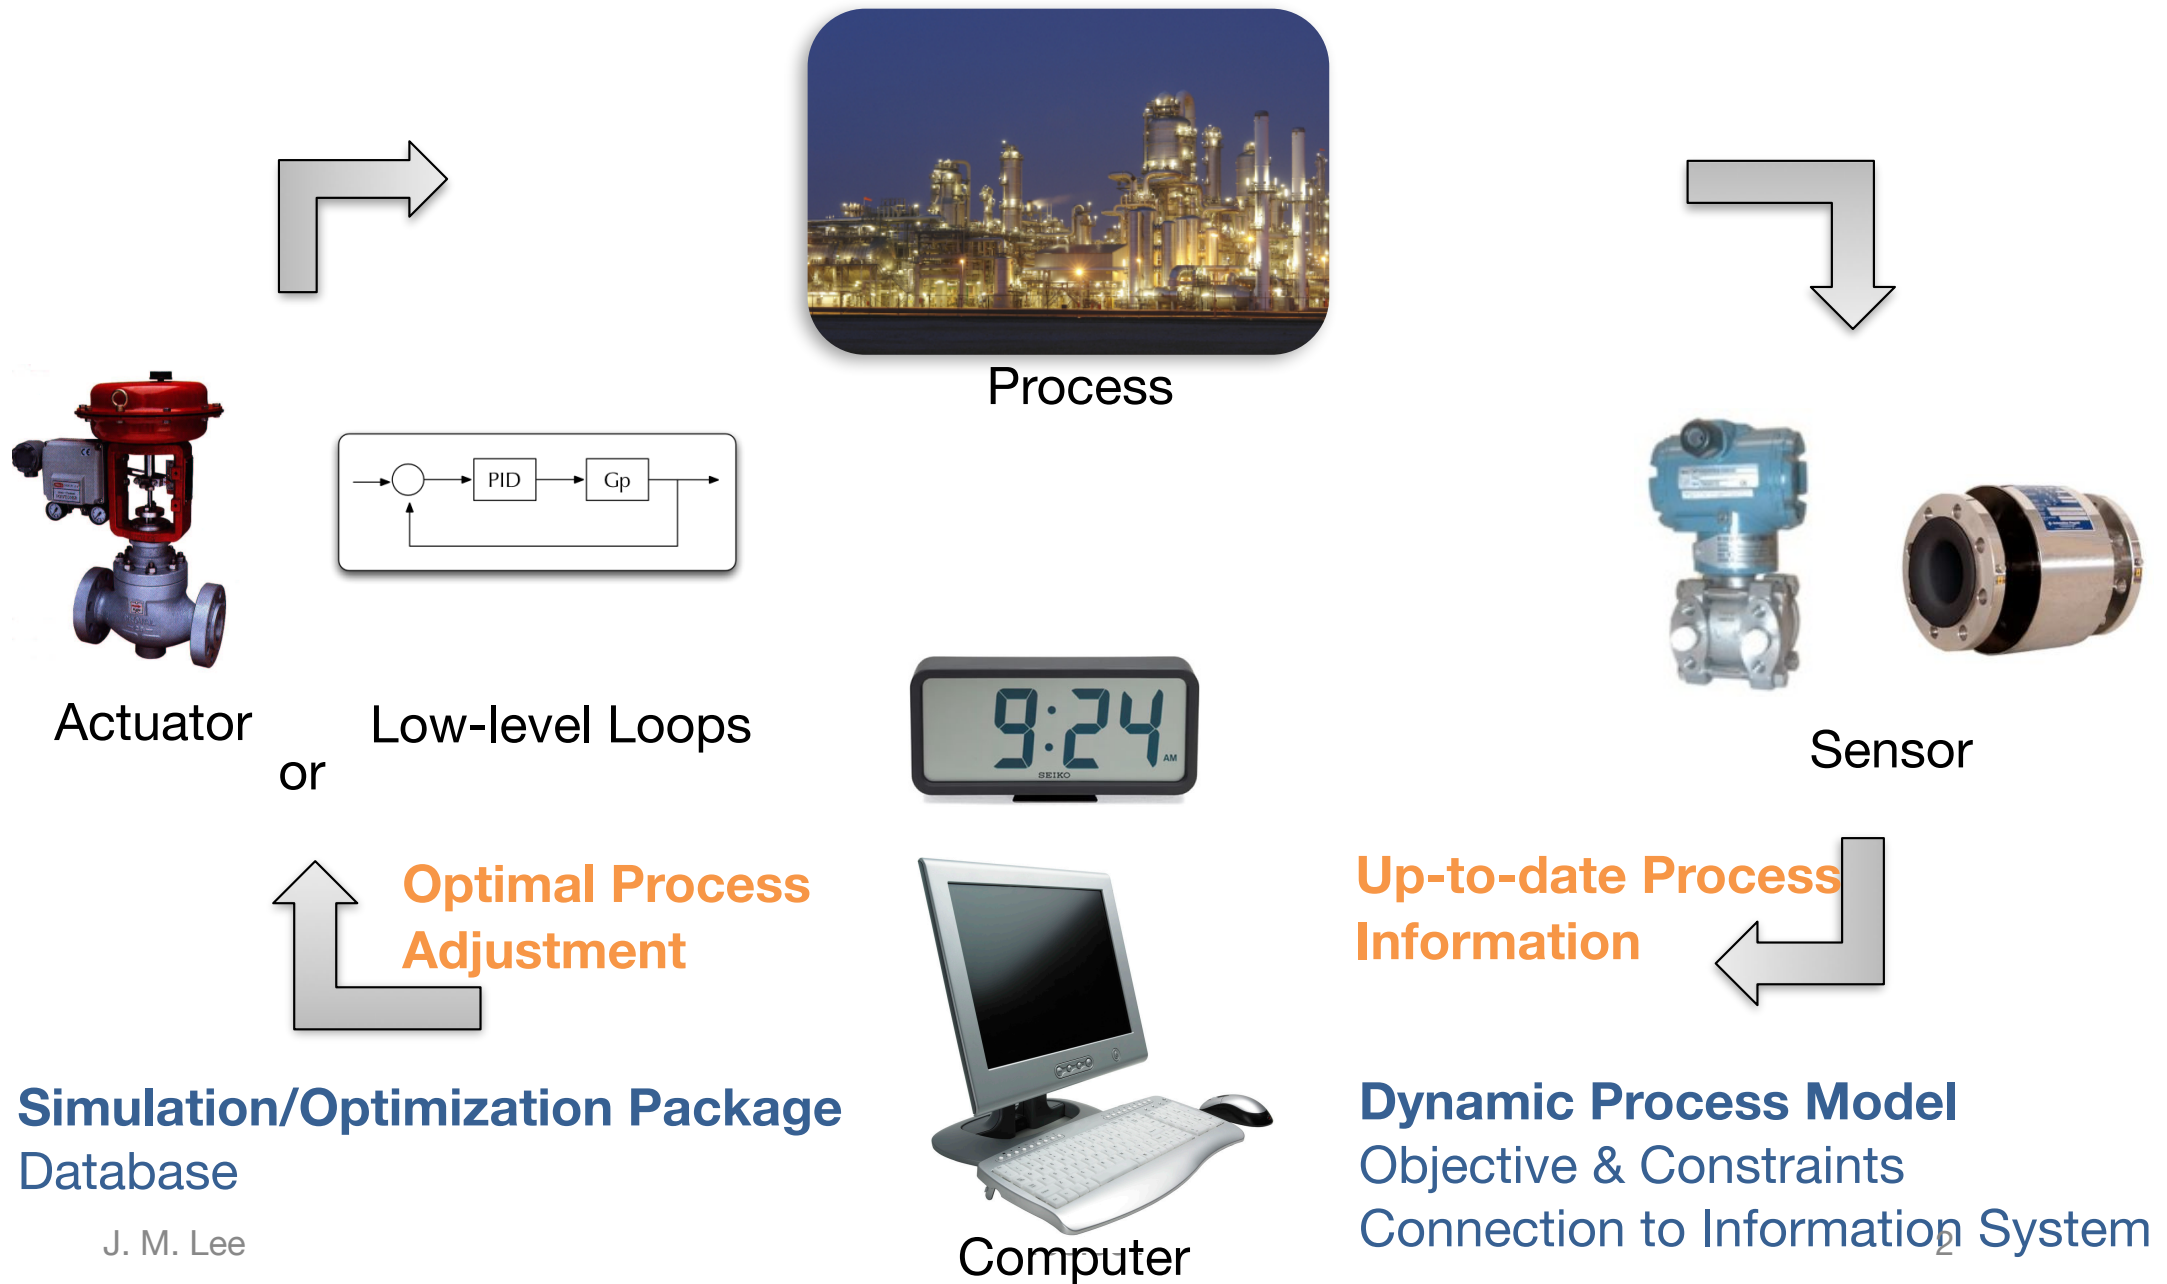 Process
PID
Gp
Actuator
or
Low-level Loops
9:24
AM
SEIKO
Sensor
Optimal Process
Adjustment
Up-to-date Process
Information
Simulation/Optimization Package
Database
Dynamic Process Model
Objective & Constraints
Connection to Information System
J. M. Lee
Computer
2